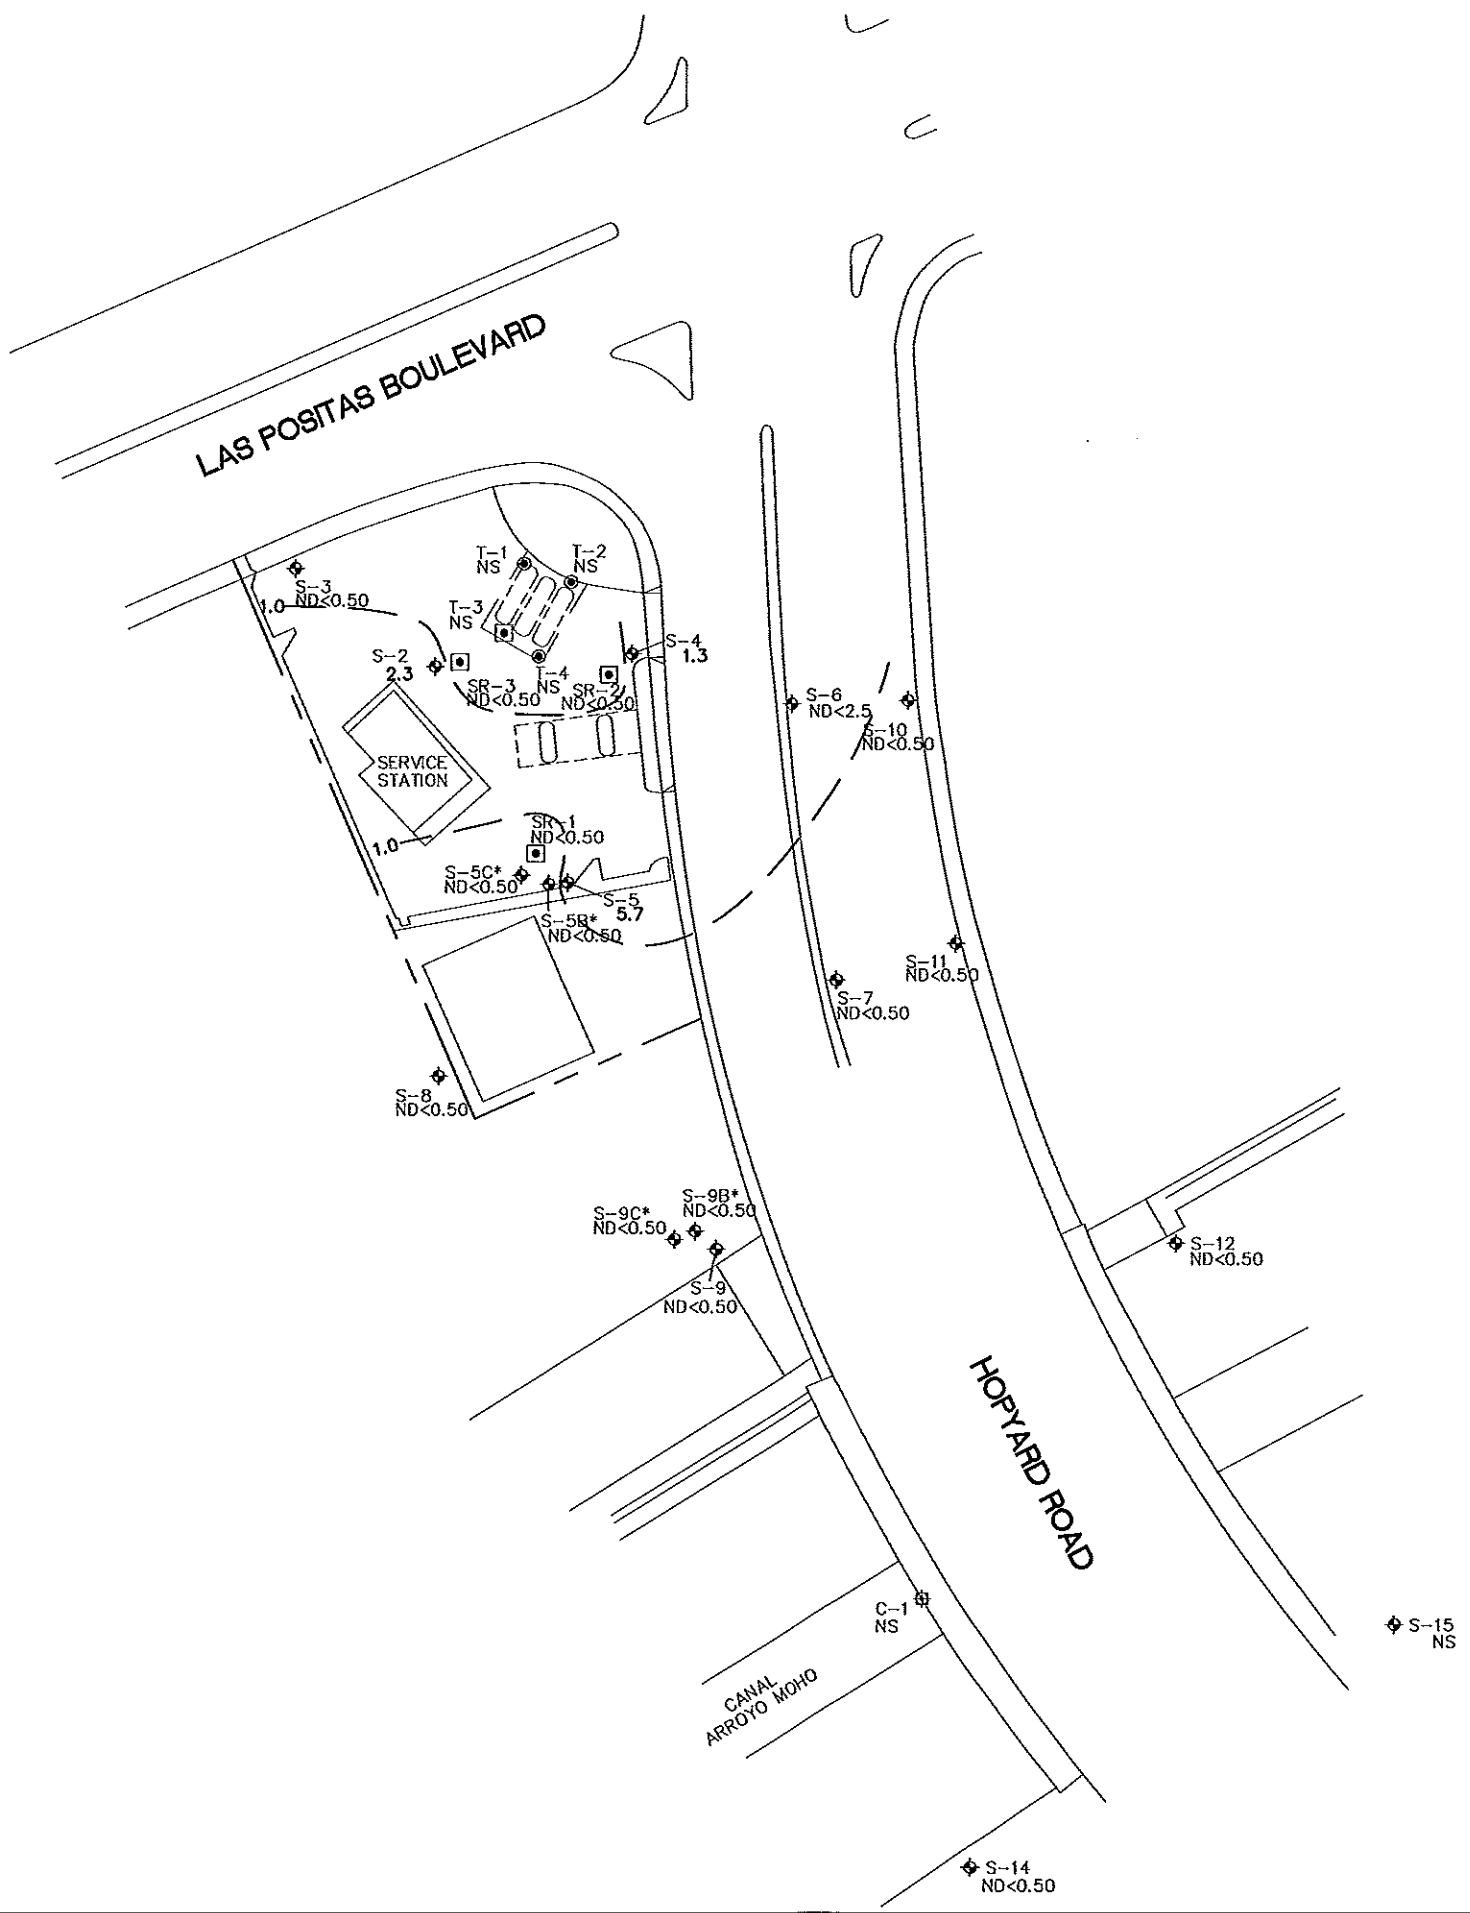 LAS POSITAS BOULEVARD
T-1
NS
T-2
NS
S-3
ND<0.50
1.0
T-3
NS
S-4
1.3
S-2
2.3
T-4
NS
SR-3
ND<0.50
SR-2
ND<0.50
S-6
ND<2.5
S-10
ND<0.50
SERVICE
STATION
SR-1
ND<0.50
1.0
S-5C*
ND<0.50
S-5
5.7
S-5B*
ND<0.50
S-11
ND<0.50
S-7
ND<0.50
S-8
ND<0.50
S-9B*
ND<0.50
S-9C*
ND<0.50
S-12
ND<0.50
S-9
ND<0.50
HOPYARD ROAD
C-1
NS
S-15
NS
CANAL
ARROYO MOHO
S-14
ND<0.50